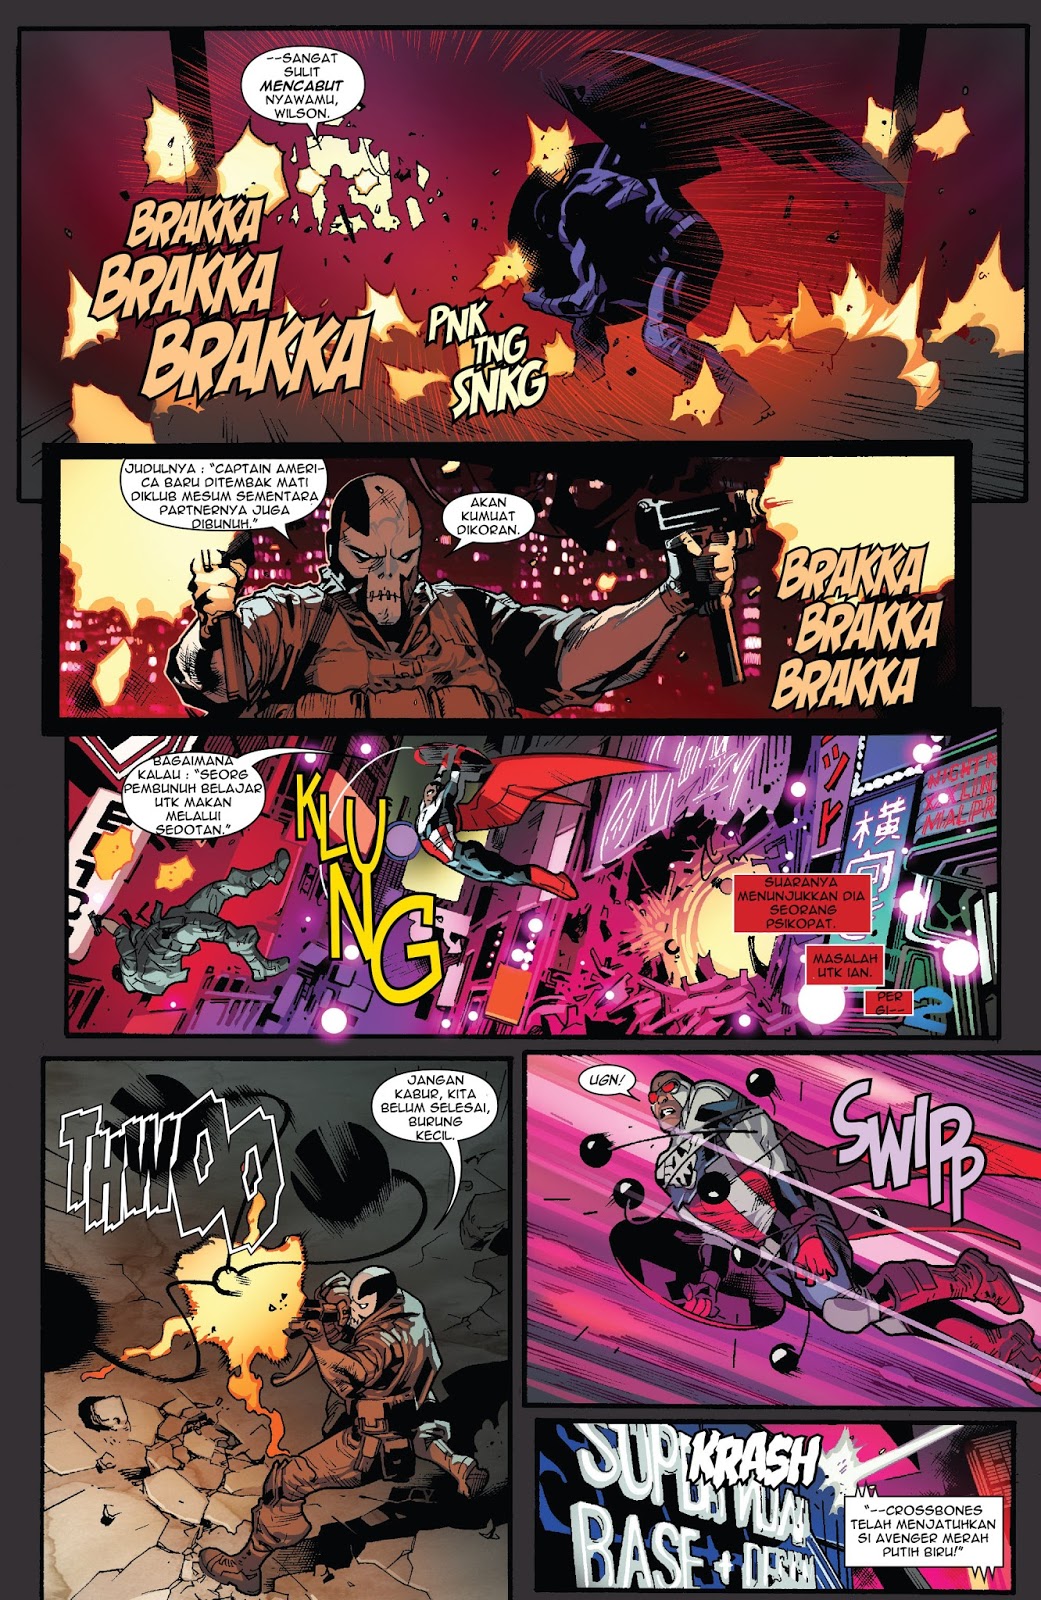 --SANGAT
SULIT
MENCABUT
NYAWAMU,
WILSON.
BRAKKA
BRAKKA
BRAKKA
PNK
TNG
SNKG
JUDULNYA : "CAPTAIN AMERI-
CA BARU DITEMBAK MATI
DIKLUB MESUM SEMENTARA
PARTNERNYA JUGA
DIBUNUH."
AKAN
KUMUAT
DIKORAN.
BRAKKA
BRAKKA
BRAKKA
BAGAIMANA
KALAU : "SEORG
PEMBUNUH BELAJAR
UTK MAKAN
MELALUI
SEDOTAN."
KLUNG
横
2
SUARANYA
MENUNJUKKAN DIA
SEORANG
PSIKOPAT.
MASALAH
UTK IAN.
PER
GI--
THWOO
JANGAN
KABUR, KITA
BELUM SELESAI,
BURUNG
KECIL.
UGN!
SWIPP
KRASH
BASE +
"--CROSSBONES
TELAH MENJATUHKAN
SI AVENGER MERAH
PUTIH BIRU!"